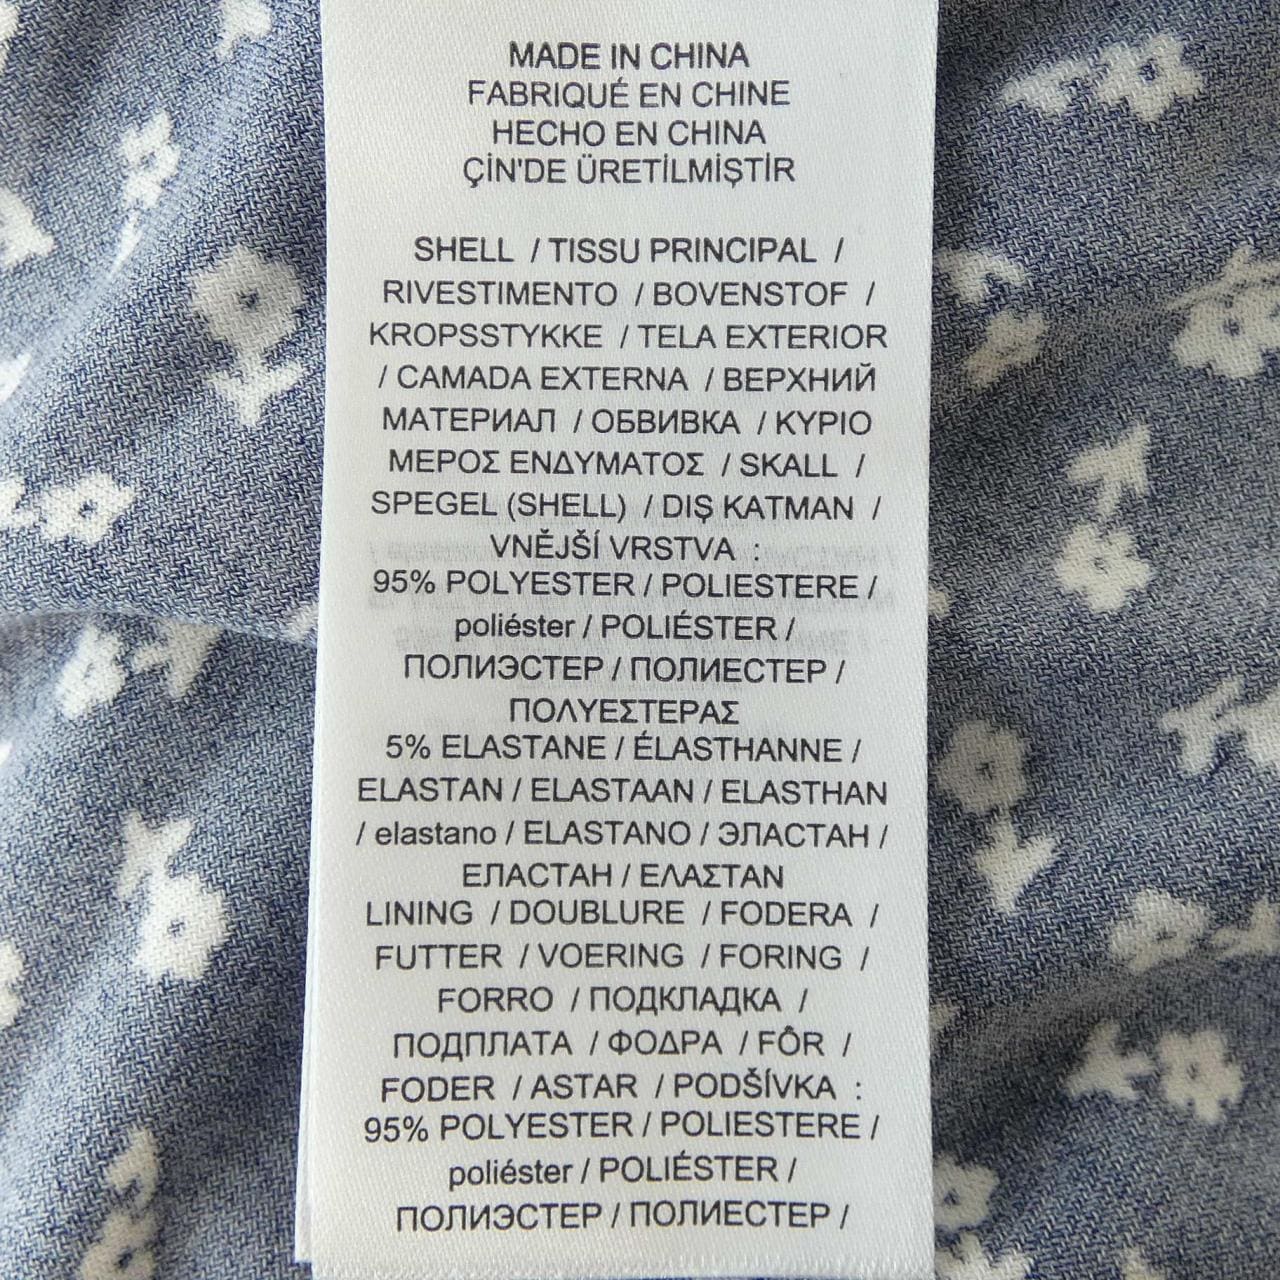 MADE IN CHINA
FABRIQUÉ EN CHINE
HECHO EN CHINA
ÇİN'DE ÜRETİLMİŞTİR
SHELL / TISSU PRINCIPAL /
RIVESTIMENTO / BOVENSTOF /
KROPSSTYKKE / TELA EXTERIOR
/ CAMADA EXTERNA / ВЕРХНИЙ
МАТЕРИАЛ / ОБВИВКА / ΚΥΡΙΟ
ΜΕΡΟΣ ΕΝΔΥΜΑΤΟΣ / SKALL /
SPEGEL (SHELL) / DIŞ KATMAN /
VNĚJŠÍ VRSTVA :
95% POLYESTER / POLIESTERE /
poliéster / POLIÉSTER /
ПОЛИЭСТЕР / ПОЛИЕСТЕР /
ΠΟΛΥΕΣΤΕΡΑΣ
5% ELASTANE / ÉLASTHANNE /
ELASTAN / ELASTAAN / ELASTHAN
/ elastano / ELASTANO / ЭЛАСТАН /
ЕЛАСТАН / ΕΛΑΣΤΑΝ
LINING / DOUBLURE / FODERA /
FUTTER / VOERING / FORING /
FORRO / ПОДКЛАДКА /
ПОДПЛАТА / ΦΟΔΡΑ / FÔR /
FODER / ASTAR / PODŠÍVKA :
95% POLYESTER / POLIESTERE /
poliéster / POLIÉSTER /
ПОЛИЭСТЕР / ПОЛИЕСТЕР /